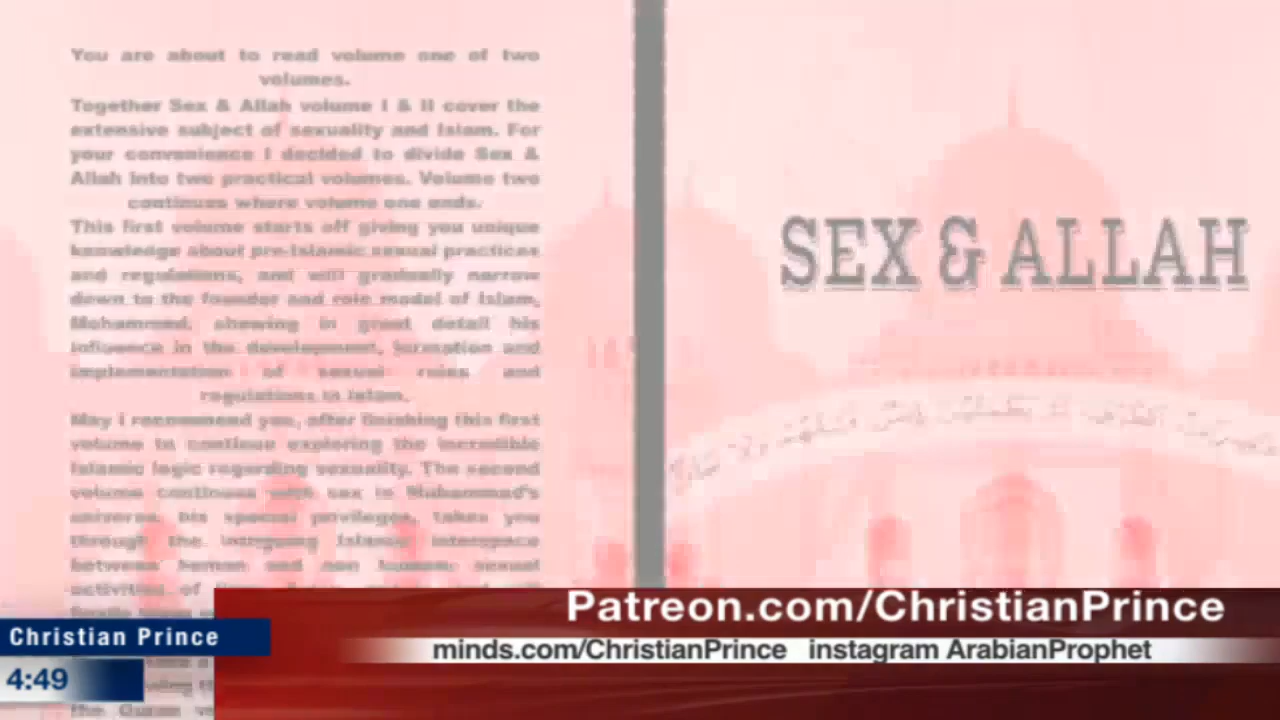 You are about to read volume one of two
volumes.
Together Sex & Allah volume I & II cover the
extensive subject of sexuality and Islam. For
your convenience I decided to divide Sex &
Allah into two practical volumes. Volume two
continues where volume one ends.
This first volume starts off giving you unique
knowledge about pre-Islamic sexual practices
and regulations, and will gradually narrow
down to the founder and role model of Islam,
Mohammed, showing in great detail his
influence in the development, formation and
implementation of sexual rules and
regulations in Islam.
May I recommend you, after finishing this first
volume to continue exploring the incredible
Islamic logic regarding sexuality. The second
volume continues with sex in Muhammad's
universe, his special privileges, takes you
through the intriguing Islamic interspace
between human and non human sexual
activities of
the Quran
SEX & ALLAH
Patreon.com/ChristianPrince
Christian Prince
minds.com/ChristianPrince instagram ArabianProphet
4:49